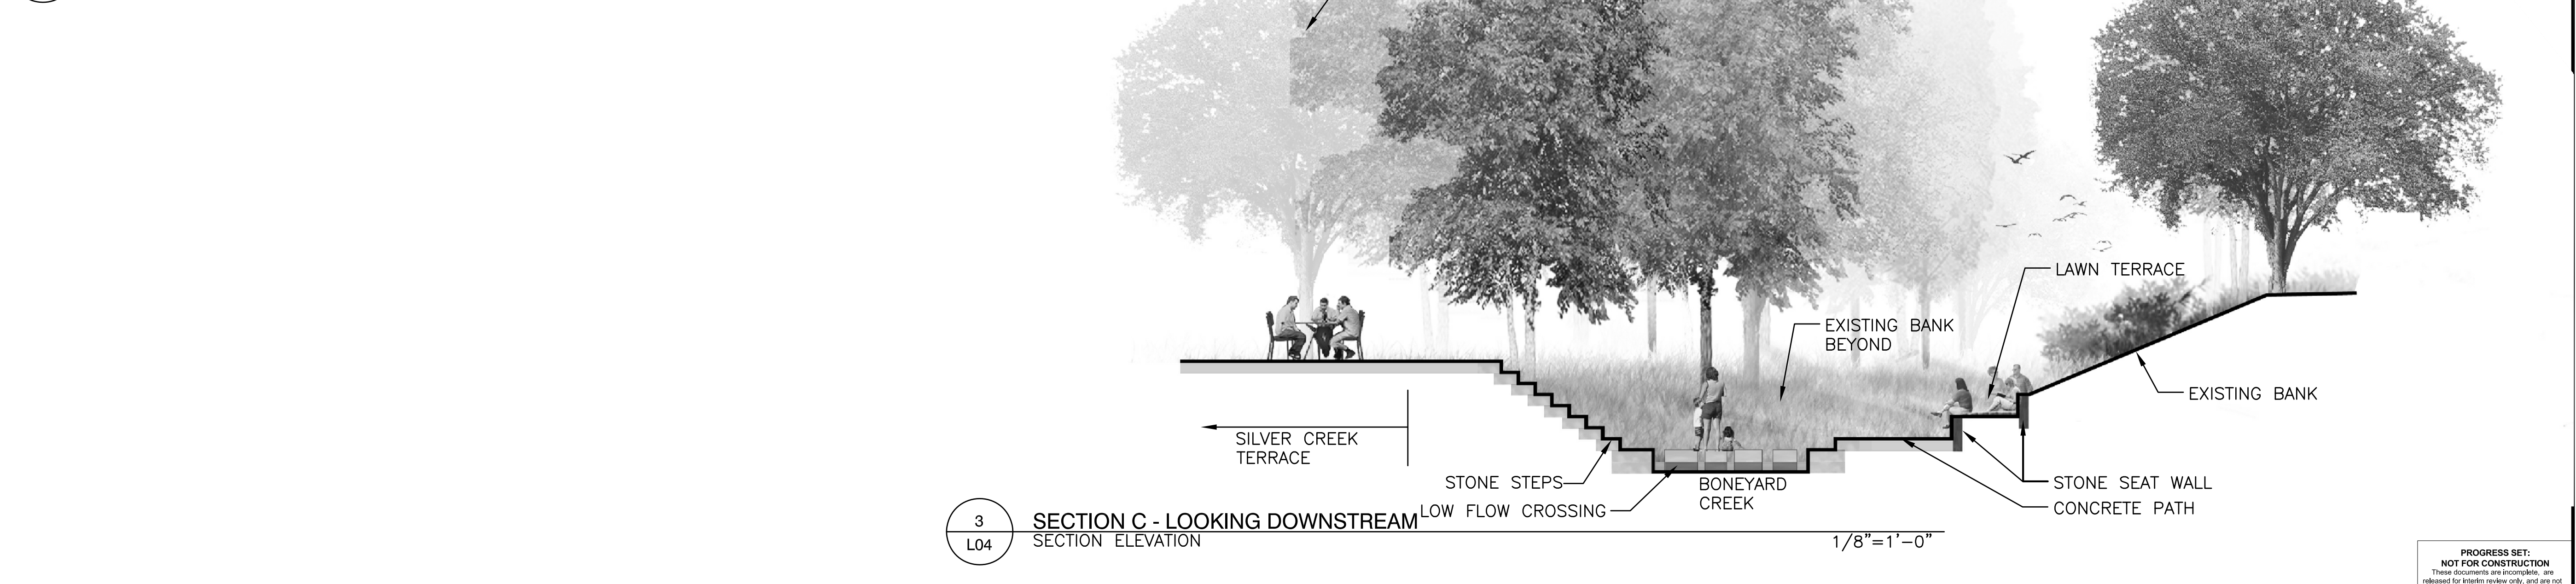 LAWN TERRACE
EXISTING BANK
BEYOND
EXISTING BANK
SILVER CREEK
TERRACE
STONE STEPS
BONEYARD
CREEK
STONE SEAT WALL
LOW FLOW CROSSING
CONCRETE PATH
3
L04
SECTION C - LOOKING DOWNSTREAM
SECTION ELEVATION
1/8"=1'-0"
PROGRESS SET:
NOT FOR CONSTRUCTION
These documents are incomplete, are
released for interim review only, and are not